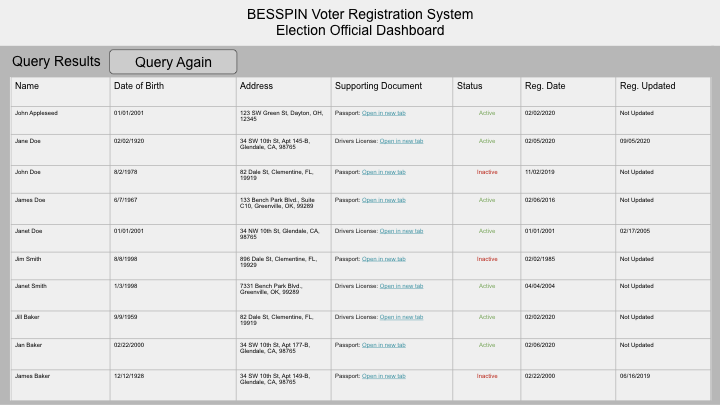 BESSPIN Voter Registration System
Election Official Dashboard
Query Results Query Again
Name Date of Birth Address Supporting Document Status Reg. Date Reg. Updated
John Appleseed 01/01/2001 123 SW Green St, Dayton, OH, Passport: Open in new tab Active 02/02/2020 Not Updated
12345
Jane Doe 02/02/1920 34 SW 10th St, Apt 145-B, Drivers License: Open in new tab Active 02/05/2020 09/05/2020
Glendale, CA, 98765
John Doe 8/2/1978 82 Dale St, Clementine, FL, Passport: Open in new tab Inactive 11/02/2019 Not Updated
19919
James Doe 6/7/1967 133 Bench Park Blvd., Suite Passport: Open in new tab Active 02/06/2016 Not Updated
C10, Greenville, OK, 99289
Janet Doe 01/01/2001 34 NW 10th St, Glendale, CA, Drivers License: Open in new tab Active 01/01/2001 02/17/2005
98765
Jim Smith 8/8/1998 896 Dale St, Clementine, FL, Passport: Open in new tab Inactive 02/02/1985 Not Updated
19929
Janet Smith 1/3/1998 7331 Bench Park Blvd., Drivers License: Open in new tab Active 04/04/2004 Not Updated
Greenville, OK, 99289
Jill Baker 9/9/1959 82 Dale St, Clementine, FL, Drivers License: Open in new tab Active 02/02/2020 Not Updated
19919
Jan Baker 02/22/2000 34 SW 10th St, Apt 177-B, Passport: Open in new tab Active 02/06/2020 Not Updated
Glendale, CA, 98765
James Baker 12/12/1928 34 SW 10th St, Apt 149-B, Passport: Open in new tab Inactive 02/22/2000 06/16/2019
Glendale, CA, 98765